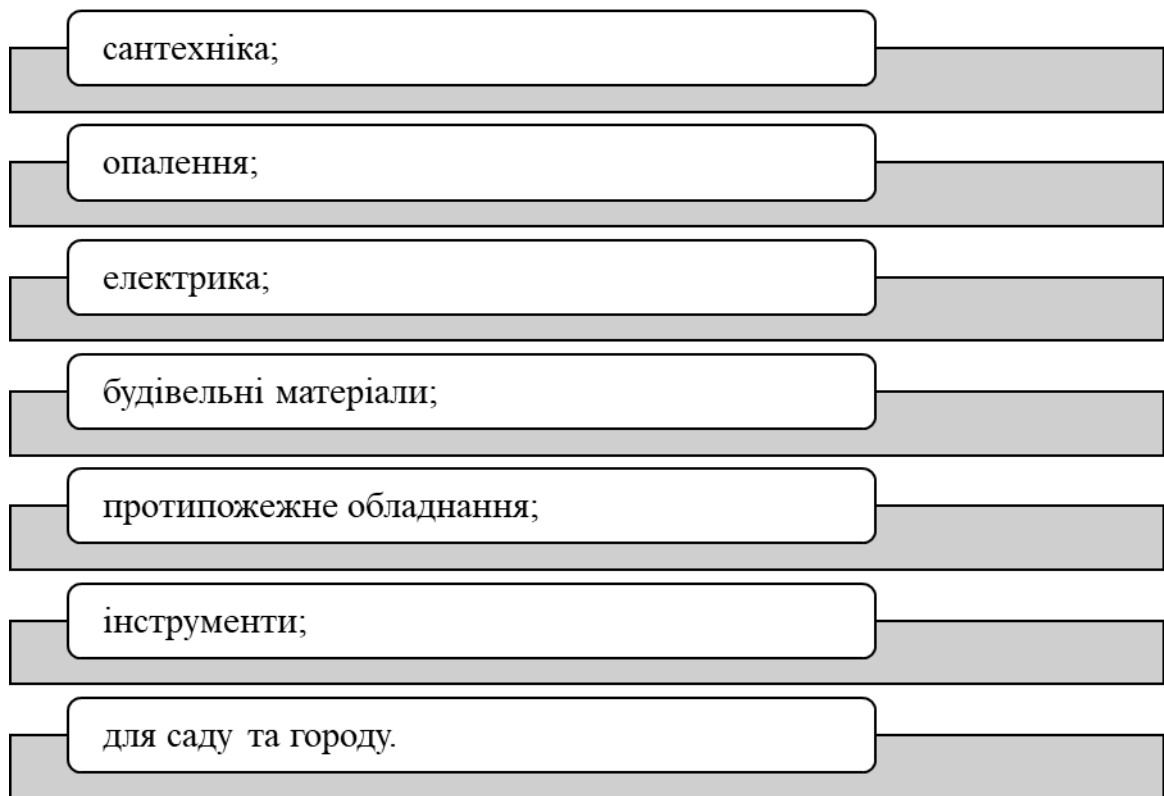 сантехніка;
опалення;
електрика;
будівельні матеріали;
протипожежне обладнання;
інструменти;
для саду та городу.